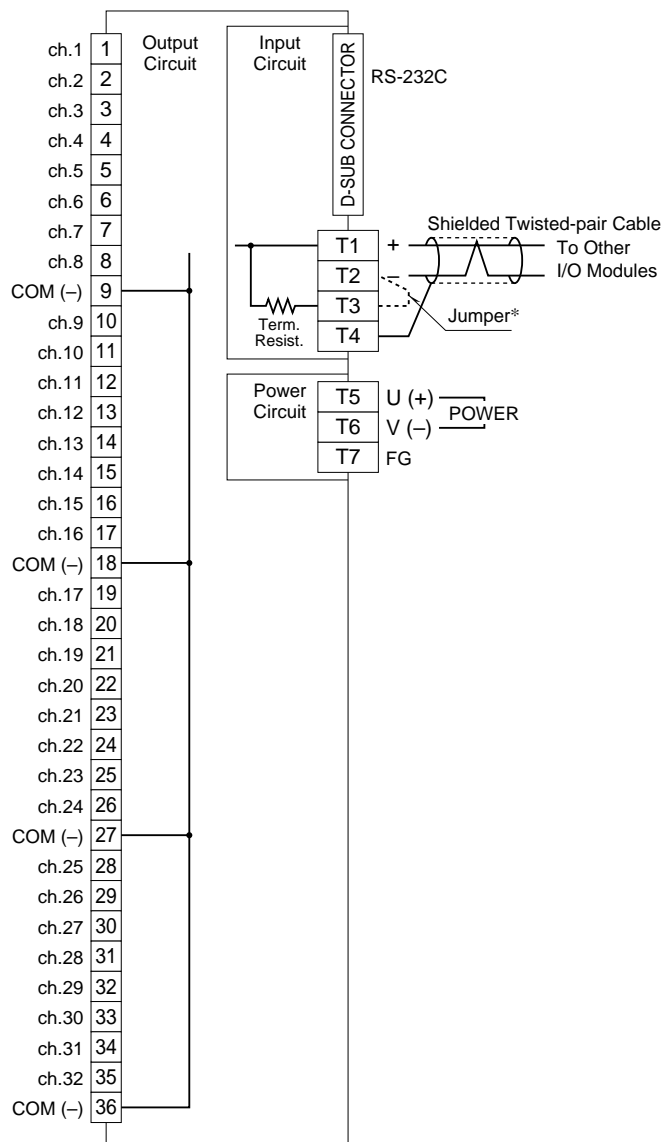 ch.1 1
ch.2 2
ch.3 3
ch.4 4
ch.5 5
ch.6 6
ch.7 7
ch.8 8
COM (–) 9
ch.9 10
ch.10 11
ch.11 12
ch.12 13
ch.13 14
ch.14 15
ch.15 16
ch.16 17
COM (–) 18
ch.17 19
ch.18 20
ch.19 21
ch.20 22
ch.21 23
ch.22 24
ch.23 25
ch.24 26
COM (–) 27
ch.25 28
ch.26 29
ch.27 30
ch.28 31
ch.29 32
ch.30 33
ch.31 34
ch.32 35
COM (–) 36
Output
Circuit
Input
Circuit
D-SUB CONNECTOR
RS-232C
Shielded Twisted-pair Cable
T1 +
To Other
T2 –
I/O Modules
T3
Jumper*
T4
Term.
Resist.
Power
Circuit
T5 U (+)
POWER
T6 V (–)
T7 FG